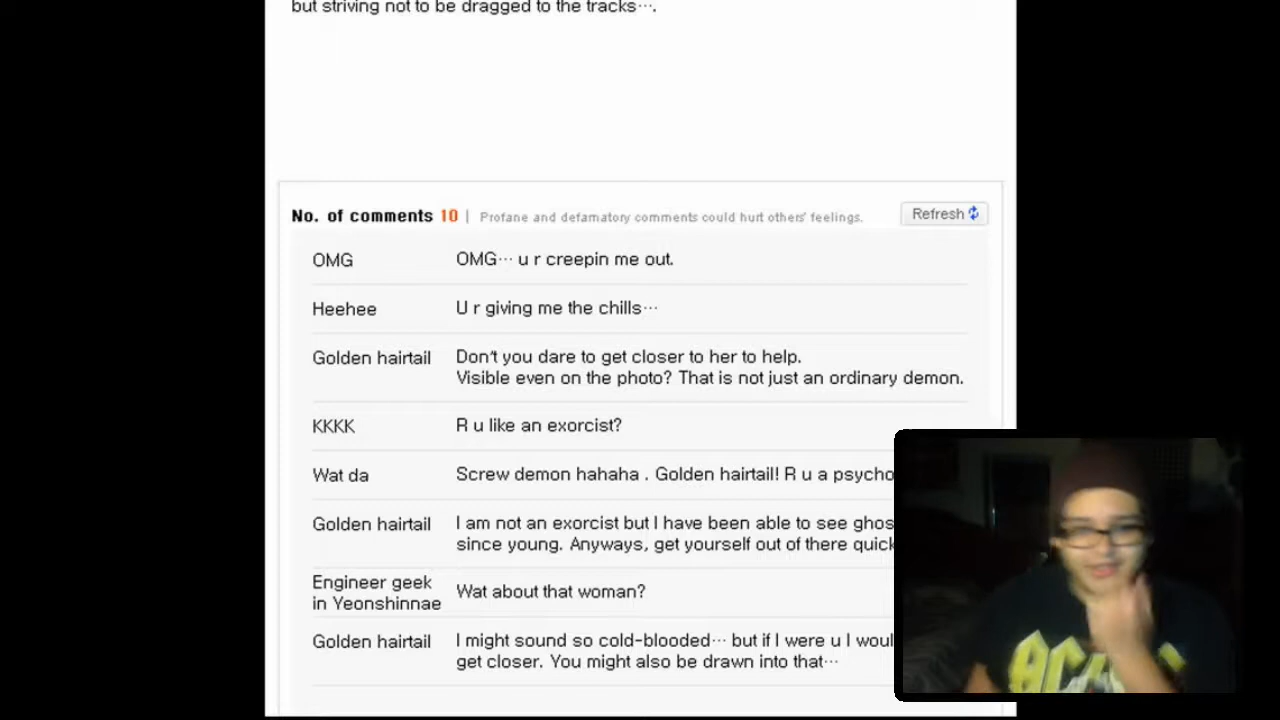 but striving not to be dragged to the tracks….
No. of comments 10 | Profane and defamatory comments could hurt others' feelings.
Refresh
OMG OMG… u r creepin me out.
Heehee U r giving me the chills…
Golden hairtail Don't you dare to get closer to her to help.
Visible even on the photo? That is not just an ordinary demon.
KKKK R u like an exorcist?
Wat da Screw demon hahaha . Golden hairtail! R u a psycho
Golden hairtail I am not an exorcist but I have been able to see
since young. Anyways, get yourself out of there
Engineer geek
in Yeonshinnae Wat about that woman?
Golden hairtail I might sound so cold-blooded… but if I were u I
get closer. You might also be drawn into that…